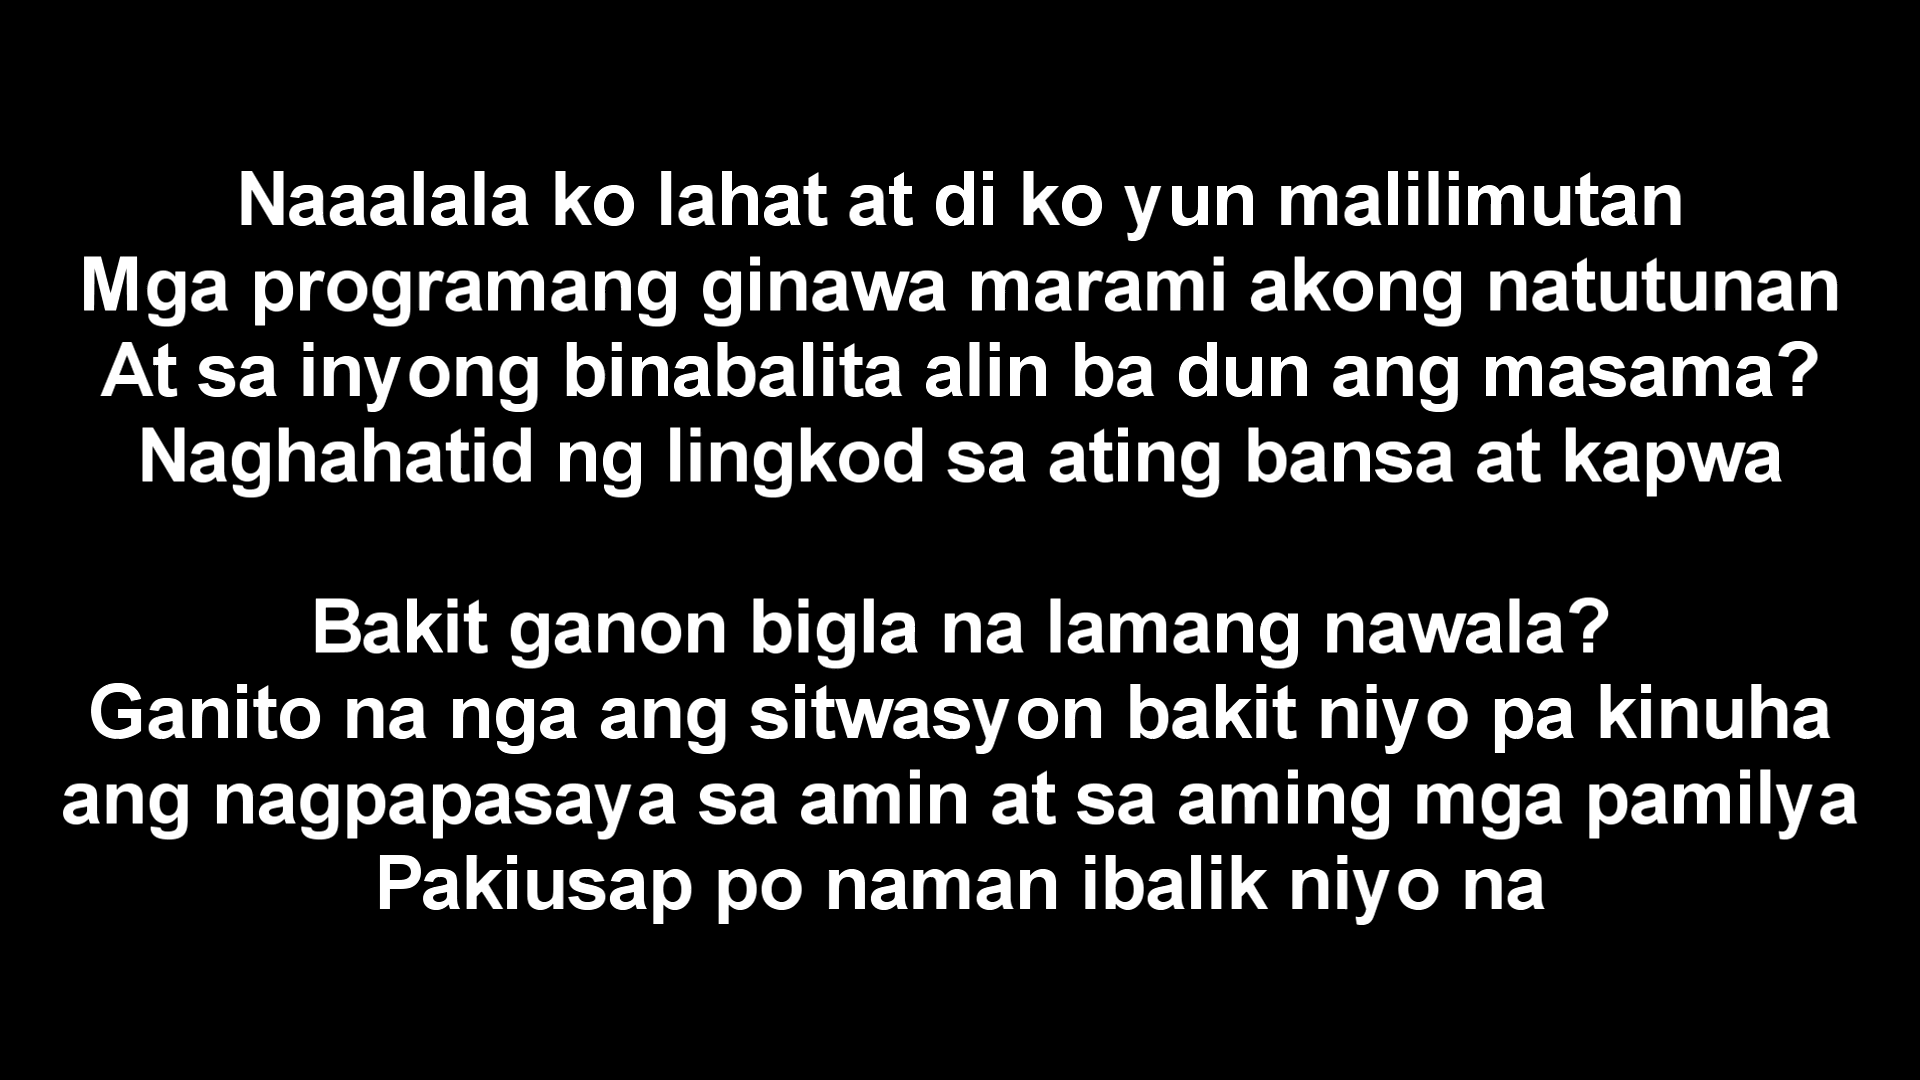 Naaalala ko lahat at di ko yun malilimutan
Mga programang ginawa marami akong natutunan
At sa inyong binabalita alin ba dun ang masama?
Naghahatid ng lingkod sa ating bansa at kapwa
Bakit ganon bigla na lamang nawala?
Ganito na nga ang sitwasyon bakit niyo pa kinuha
ang nagpapasaya sa amin at sa aming mga pamilya
Pakiusap po naman ibalik niyo na